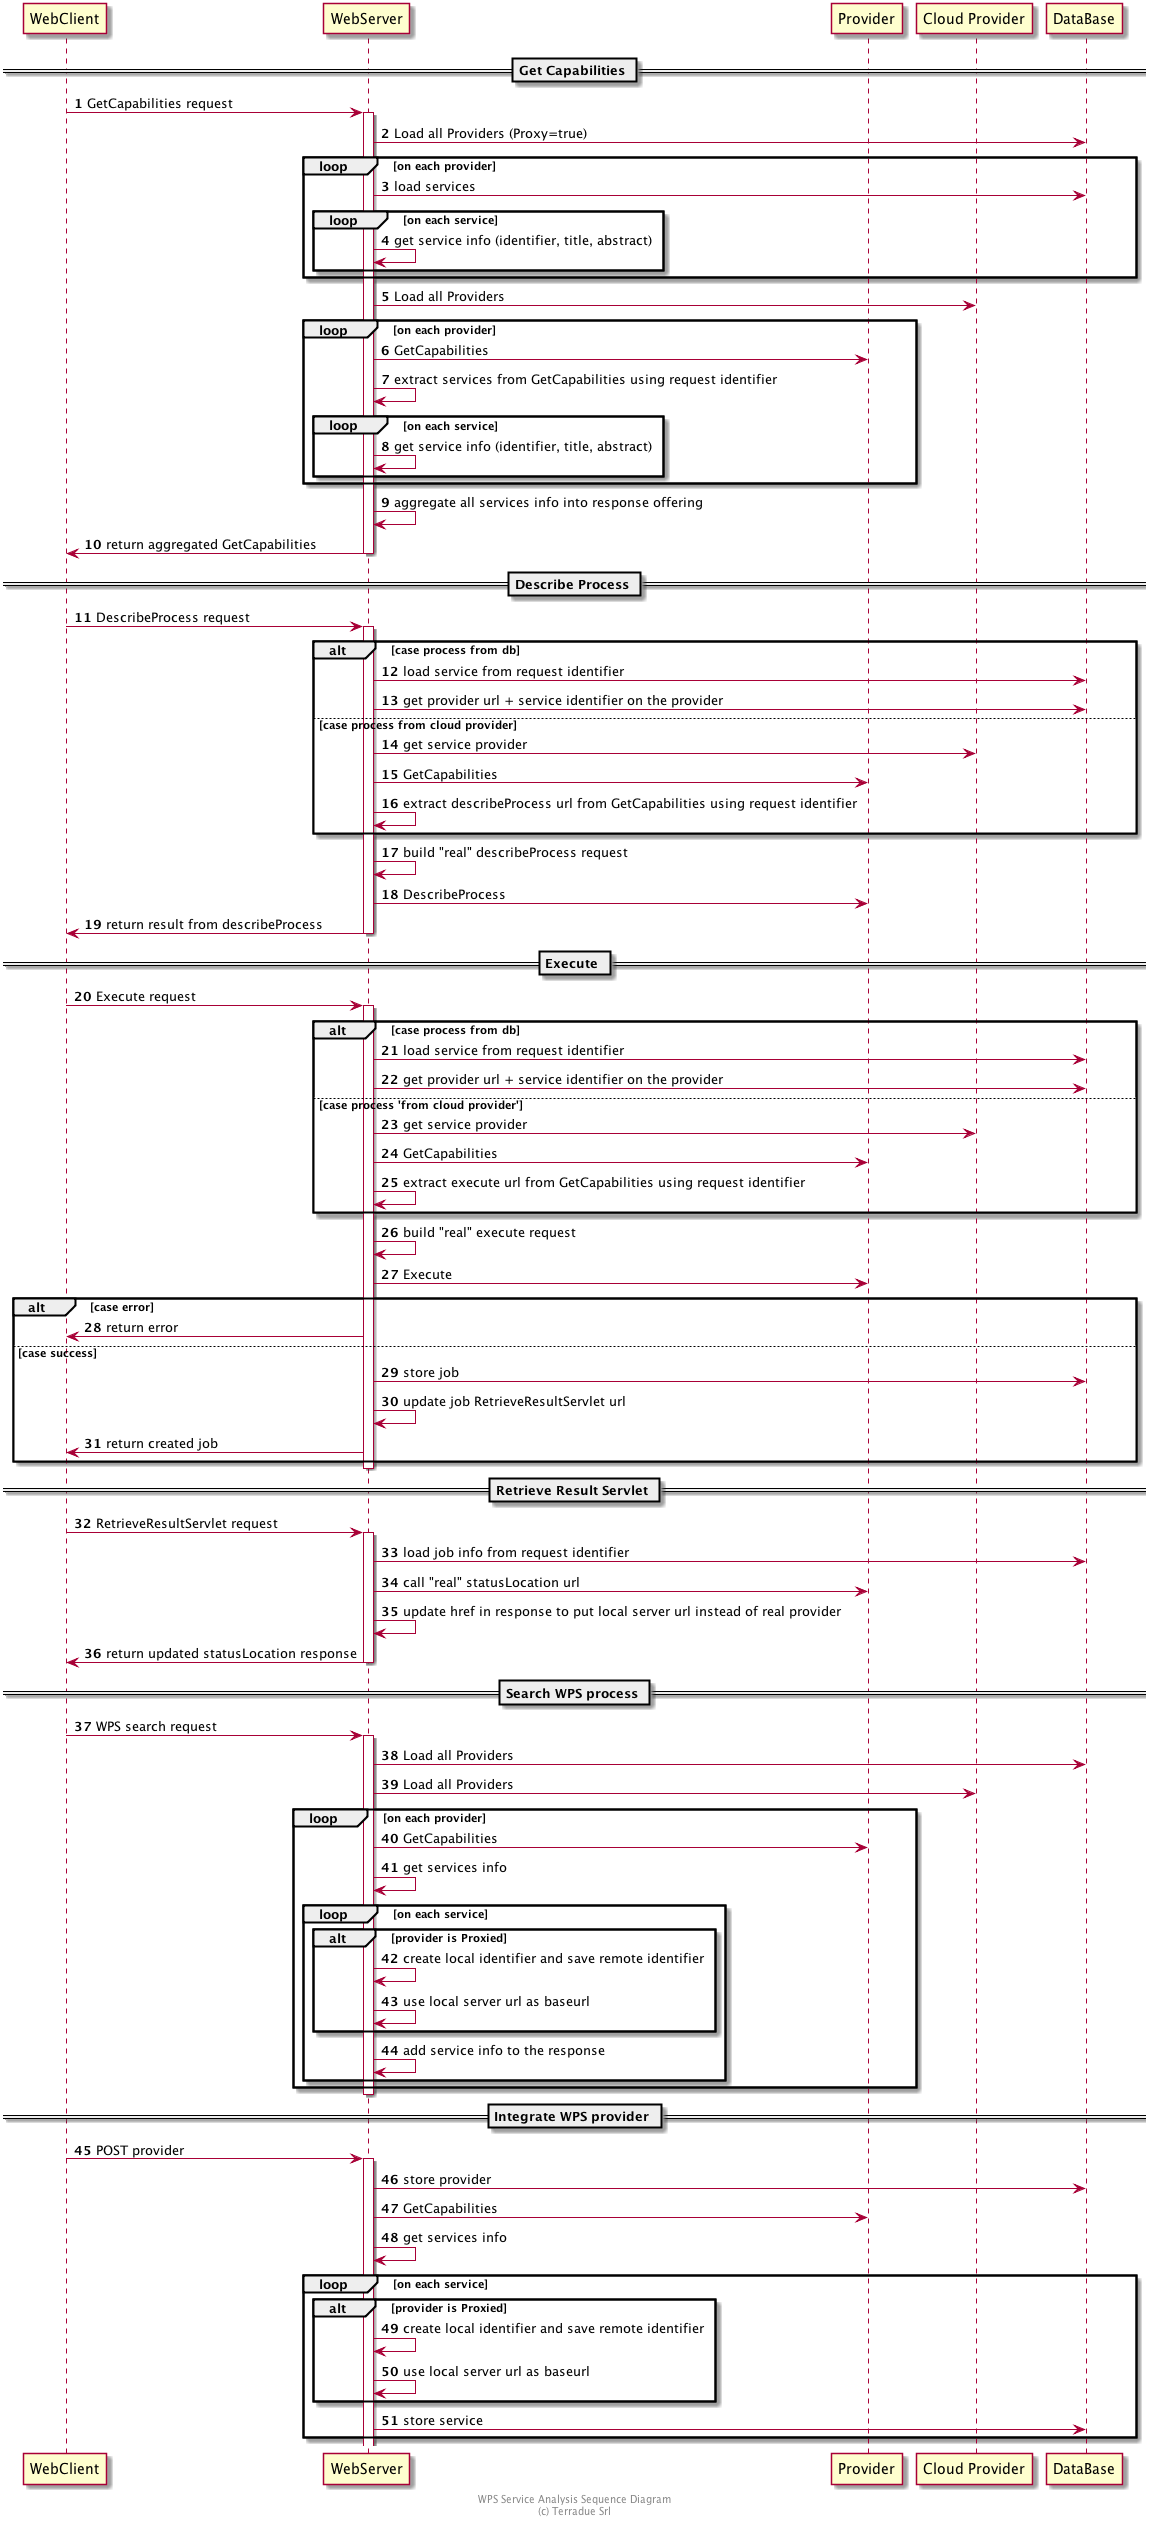 WebClient WebServer Provider Cloud Provider DataBase
Get Capabilities
1 GetCapabilities request
2 Load all Providers (Proxy=true)
loop [on each provider]
3 load services
loop [on each service]
4 get service info (identifier, title, abstract)
5 Load all Providers
loop [on each provider]
6 GetCapabilities
7 extract services from GetCapabilities using request identifier
loop [on each service]
8 get service info (identifier, title, abstract)
9 aggregate all services info into response offering
10 return aggregated GetCapabilities
Describe Process
11 DescribeProcess request
alt [case process from db]
12 load service from request identifier
13 get provider url + service identifier on the provider
[case process from cloud provider]
14 get service provider
15 GetCapabilities
16 extract describeProcess url from GetCapabilities using request identifier
17 build "real" describeProcess request
18 DescribeProcess
19 return result from describeProcess
Execute
20 Execute request
alt [case process from db]
21 load service from request identifier
22 get provider url + service identifier on the provider
[case process 'from cloud provider']
23 get service provider
24 GetCapabilities
25 extract execute url from GetCapabilities using request identifier
26 build "real" execute request
27 Execute
alt [case error]
28 return error
[case success]
29 store job
30 update job RetrieveResultServlet url
31 return created job
Retrieve Result Servlet
32 RetrieveResultServlet request
33 load job info from request identifier
34 call "real" statusLocation url
35 update href in response to put local server url instead of real provider
36 return updated statusLocation response
Search WPS process
37 WPS search request
38 Load all Providers
39 Load all Providers
loop [on each provider]
40 GetCapabilities
41 get services info
loop [on each service]
alt [provider is Proxied]
42 create local identifier and save remote identifier
43 use local server url as baseurl
44 add service info to the response
Integrate WPS provider
45 POST provider
46 store provider
47 GetCapabilities
48 get services info
loop [on each service]
alt [provider is Proxied]
49 create local identifier and save remote identifier
50 use local server url as baseurl
51 store service
WebClient WebServer Provider Cloud Provider DataBase
WPS Service Analysis Sequence Diagram
(c) Terradue Srl